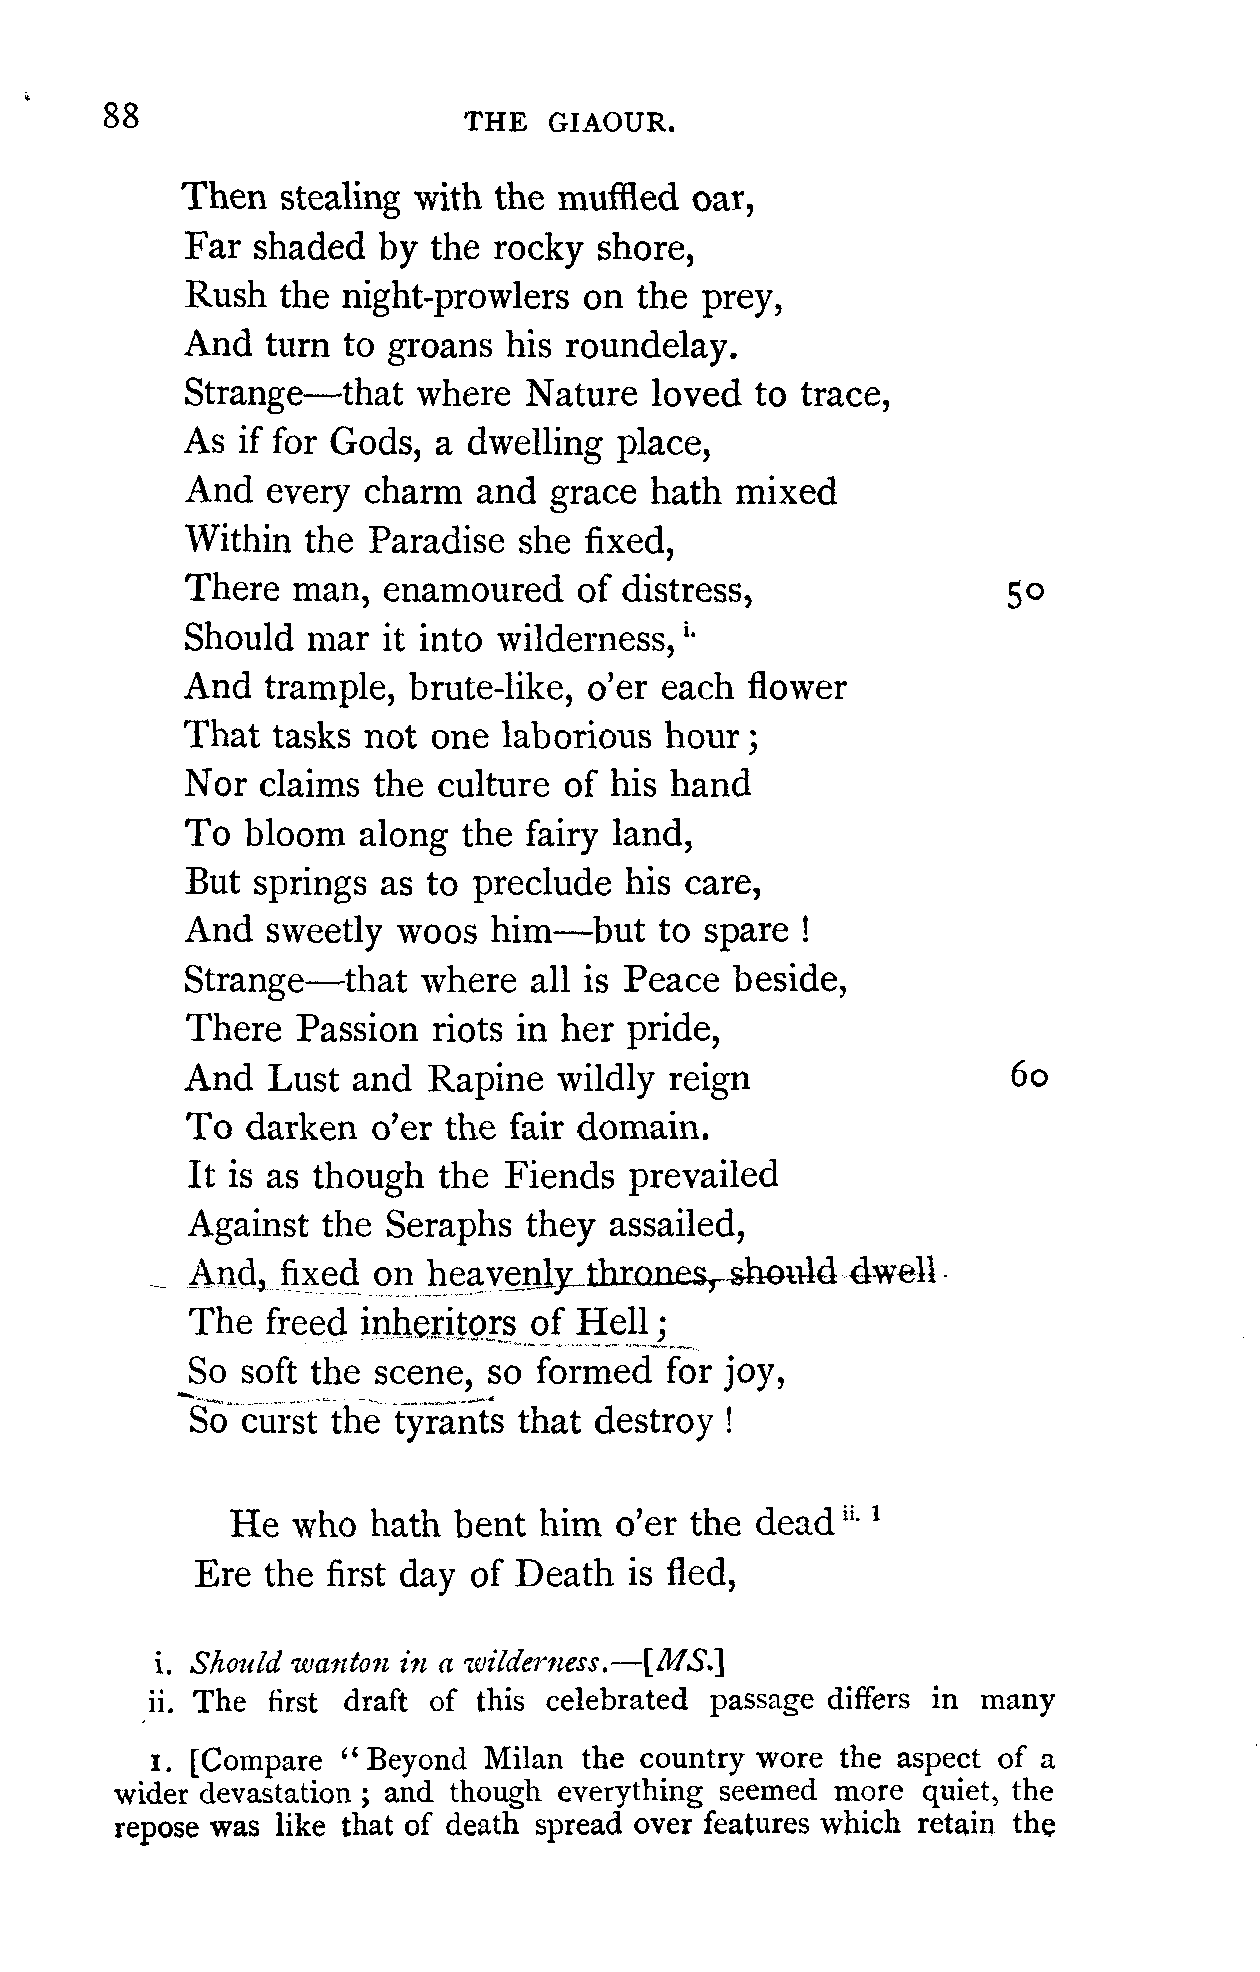 88 THE GIAOUR.
Then stealing with the muffled oar,
Far shaded by the rocky shore,
Rush the night-prowlers on the prey,
And turn to groans his roundelay.
Strange—that where Nature loved to trace,
As if for Gods, a dwelling place,
And every charm and grace hath mixed
Within the Paradise she fixed,
There man, enamoured of distress, 50
Should mar it into wilderness, i.
And trample, brute-like, o'er each flower
That tasks not one laborious hour ;
Nor claims the culture of his hand
To bloom along the fairy land,
But springs as to preclude his care,
And sweetly woos him—but to spare !
Strange—that where all is Peace beside,
There Passion riots in her pride,
And Lust and Rapine wildly reign 60
To darken o'er the fair domain.
It is as though the Fiends prevailed
Against the Seraphs they assailed,
And, fixed on heavenly thrones, should dwell
The freed inheritors of Hell ;
So soft the scene, so formed for joy,
So curst the tyrants that destroy !
He who hath bent him o'er the dead ii. 1
Ere the first day of Death is fled,
i. Should wanton in a wilderness.—[MS.]
ii. The first draft of this celebrated passage differs in many
1. [Compare “Beyond Milan the country wore the aspect of a
wider devastation ; and though everything seemed more quiet, the
repose was like that of death spread over features which retain the